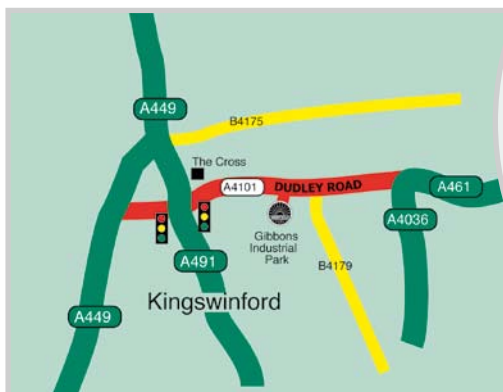 A449
B4175
The Cross
A4101
DUDLEY ROAD
A461
A4036
Gibbons
Industrial
Park
B4179
A491
Kingswinford
A449